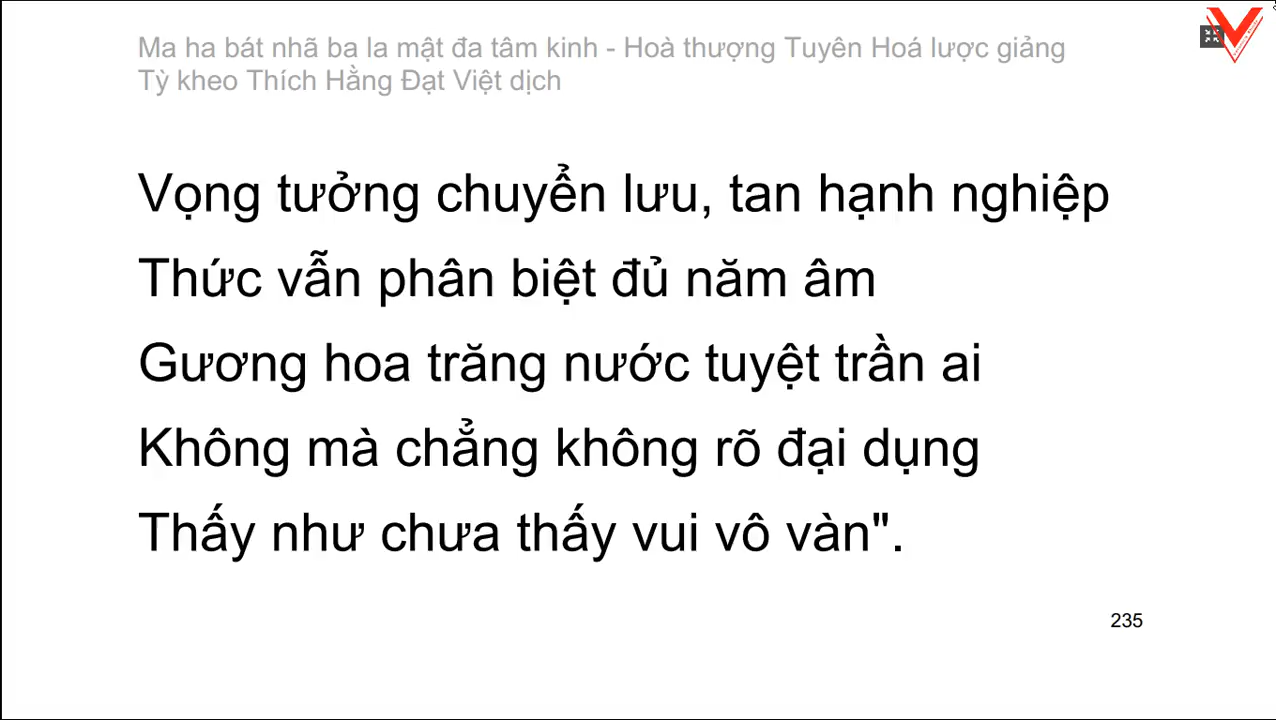 Ma ha bát nhã ba la mật đa tâm kinh - Hoà thượng Tuyên Hoá lược giảng
Tỳ kheo Thích Hằng Đạt Việt dịch
Vọng tưởng chuyển lưu, tan hạnh nghiệp
Thức vẫn phân biệt đủ năm âm
Gương hoa trăng nước tuyệt trần ai
Không mà chẳng không rõ đại dụng
Thấy như chưa thấy vui vô vàn".
235